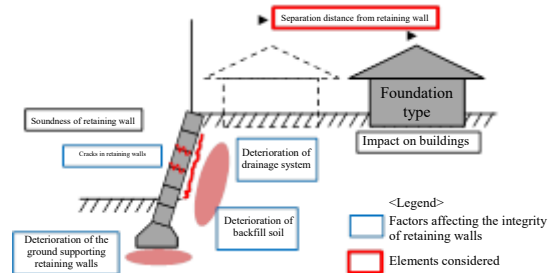 Separation distance from retaining wall
Foundation
type
Soundness of retaining wall
Impact on buildings
Cracks in retaining walls
Deterioration of
drainage system
Deterioration of
backfill soil
Deterioration of the
ground supporting
retaining walls
<Legend>
Factors affecting the integrity
of retaining walls
Elements considered